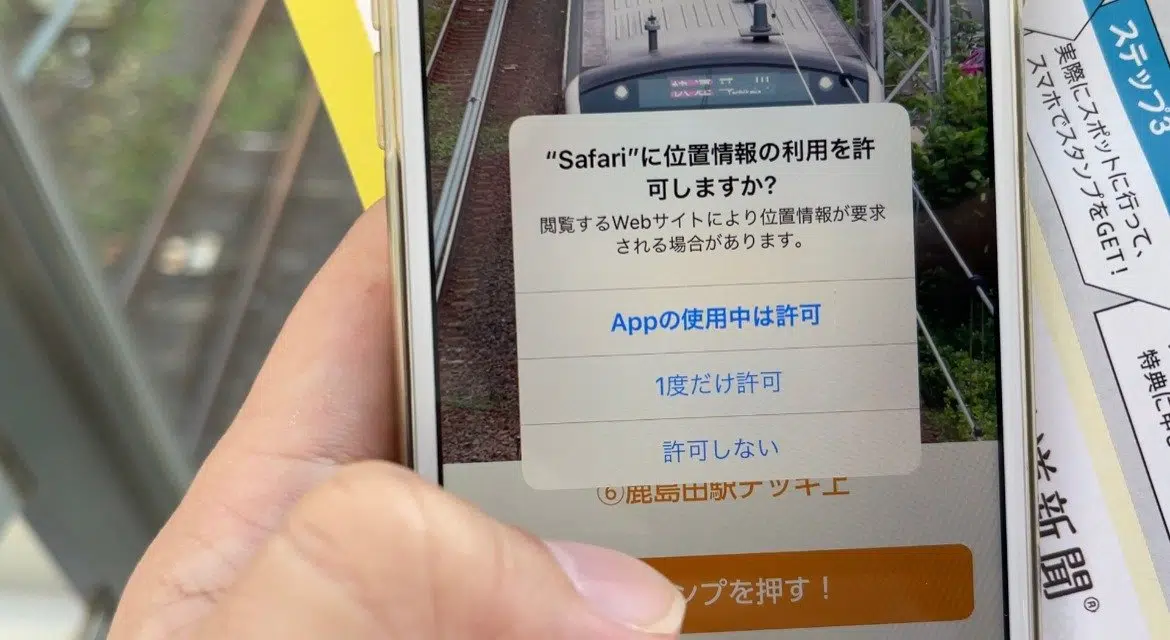 “Safari”に位置情報の利用を許
可しますか?
閲覧するWebサイトにより位置情報が要求
される場合があります。
Appの使用中は許可
1度だけ許可
許可しない
⑥鹿島田駅デッキ上
ンプを押す！
ステップ3
実際にスポットに行って、
スマホでスタンプをGET！
特典に
新聞®